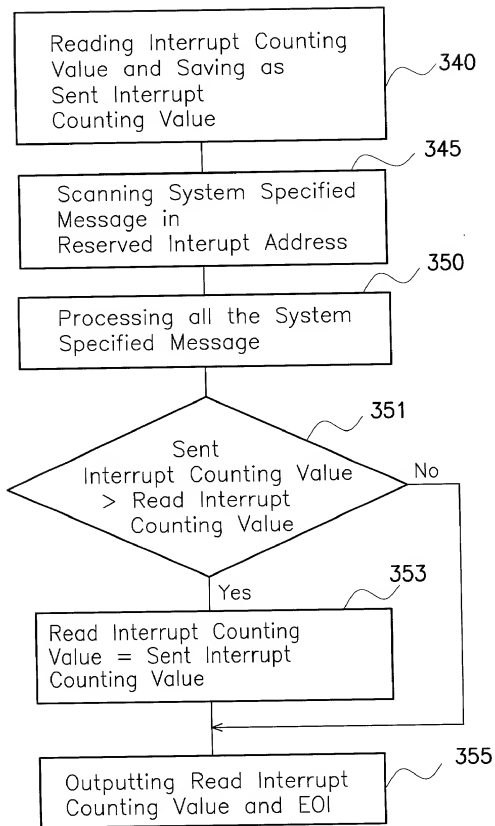 Reading Interrupt Counting
Value and Saving as
Sent Interrupt
Counting Value
340
345
Scanning System Specified
Message in
Reserved Interupt Address
350
Processing all the System
Specified Message
351
Sent
Interrupt Counting Value
> Read Interrupt
Counting Value
No
Yes
353
Read Interrupt Counting
Value = Sent Interrupt
Counting Value
355
Outputting Read Interrupt
Counting Value and EOI